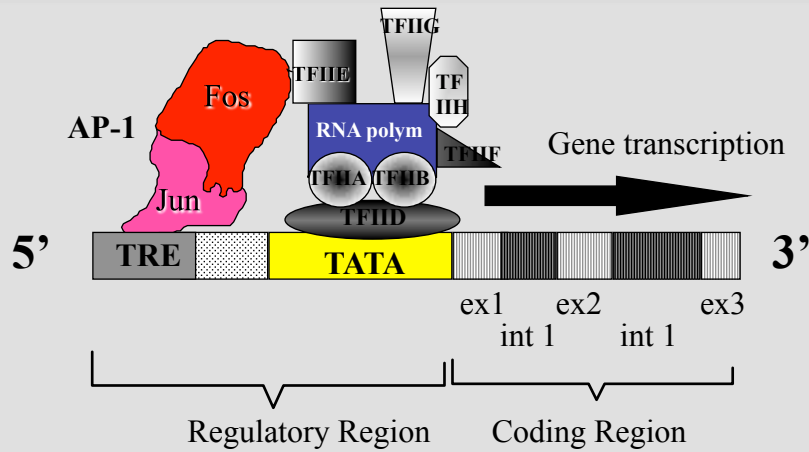 TFIIG
TFIIE
TF
IIH
Fos
AP-1
RNA polym
TFIIF
Gene transcription
TFIIA
TFIIB
Jun
TFIID
5’
TRE
TATA
3’
ex1
ex2
ex3
int 1
int 1
Regulatory Region
Coding Region